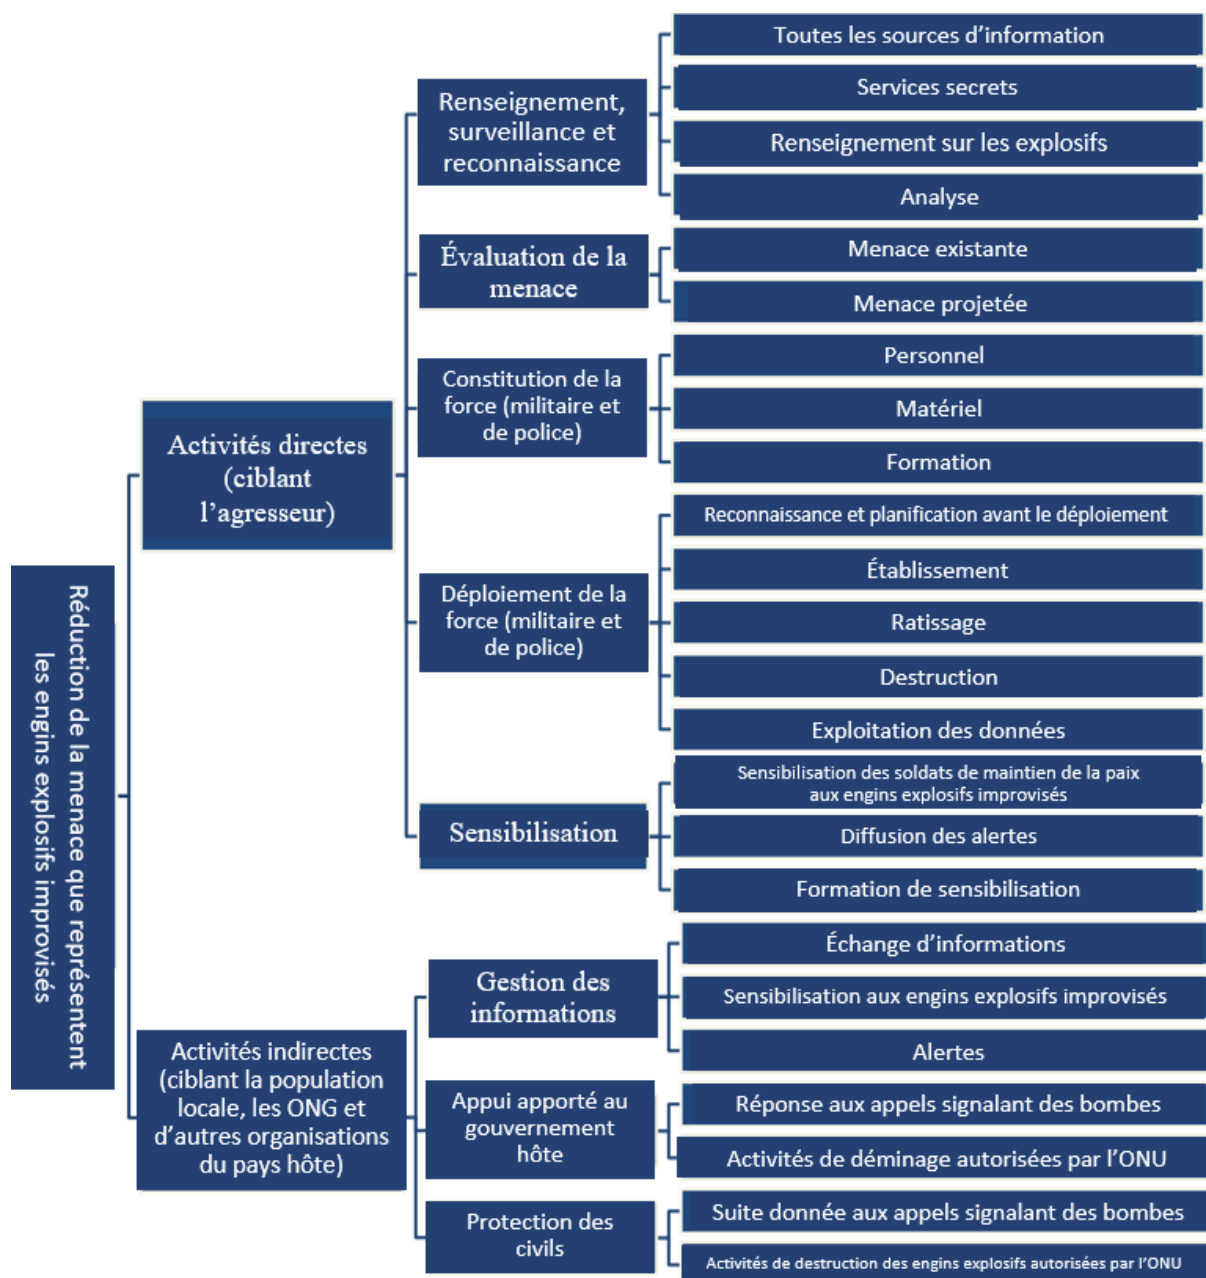 Réduction de la menace que représentent
les engins explosifs improvisés
Activités directes
(ciblant
l’agresseur)
Renseignement,
surveillance et
reconnaissance
Toutes les sources d’information
Services secrets
Renseignement sur les explosifs
Analyse
Évaluation de la
menace
Menace existante
Menace projetée
Constitution de la
force (militaire et
de police)
Personnel
Matériel
Formation
Déploiement de la
force (militaire et
de police)
Reconnaissance et planification avant le déploiement
Établissement
Ratissage
Destruction
Exploitation des données
Sensibilisation
Sensibilisation des soldats de maintien de la paix
aux engins explosifs improvisés
Diffusion des alertes
Formation de sensibilisation
Activités indirectes
(ciblant la population
locale, les ONG et
d’autres organisations
du pays hôte)
Gestion des
informations
Échange d’informations
Sensibilisation aux engins explosifs improvisés
Alertes
Appui apporté au
gouvernement
hôte
Réponse aux appels signalant des bombes
Activités de déminage autorisées par l’ONU
Protection des
civils
Suite donnée aux appels signalant des bombes
Activités de destruction des engins explosifs autorisées par l’ONU